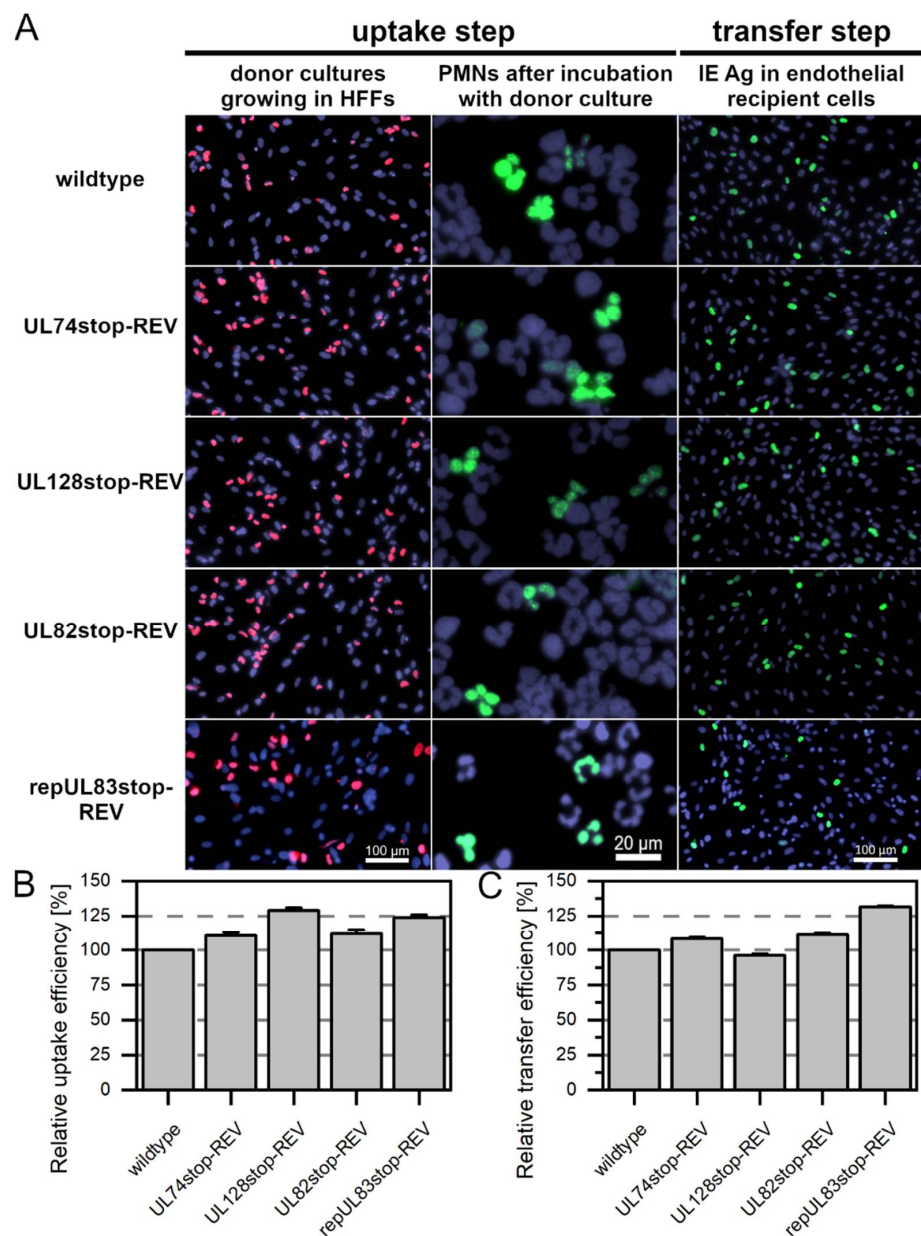 A
uptake step
transfer step
donor cultures
growing in HFFs
PMNs after incubation
with donor culture
IE Ag in endothelial
recipient cells
wildtype
UL74stop-REV
UL128stop-REV
UL82stop-REV
repUL83stop-
REV
100 µm
20 µm
100 µm
B
Relative uptake efficiency [%]
150
125
100
75
50
25
0
wildtype
UL74stop-REV
UL128stop-REV
UL82stop-REV
repUL83stop-REV
C
Relative transfer efficiency [%]
150
125
100
75
50
25
0
wildtype
UL74stop-REV
UL128stop-REV
UL82stop-REV
repUL83stop-REV